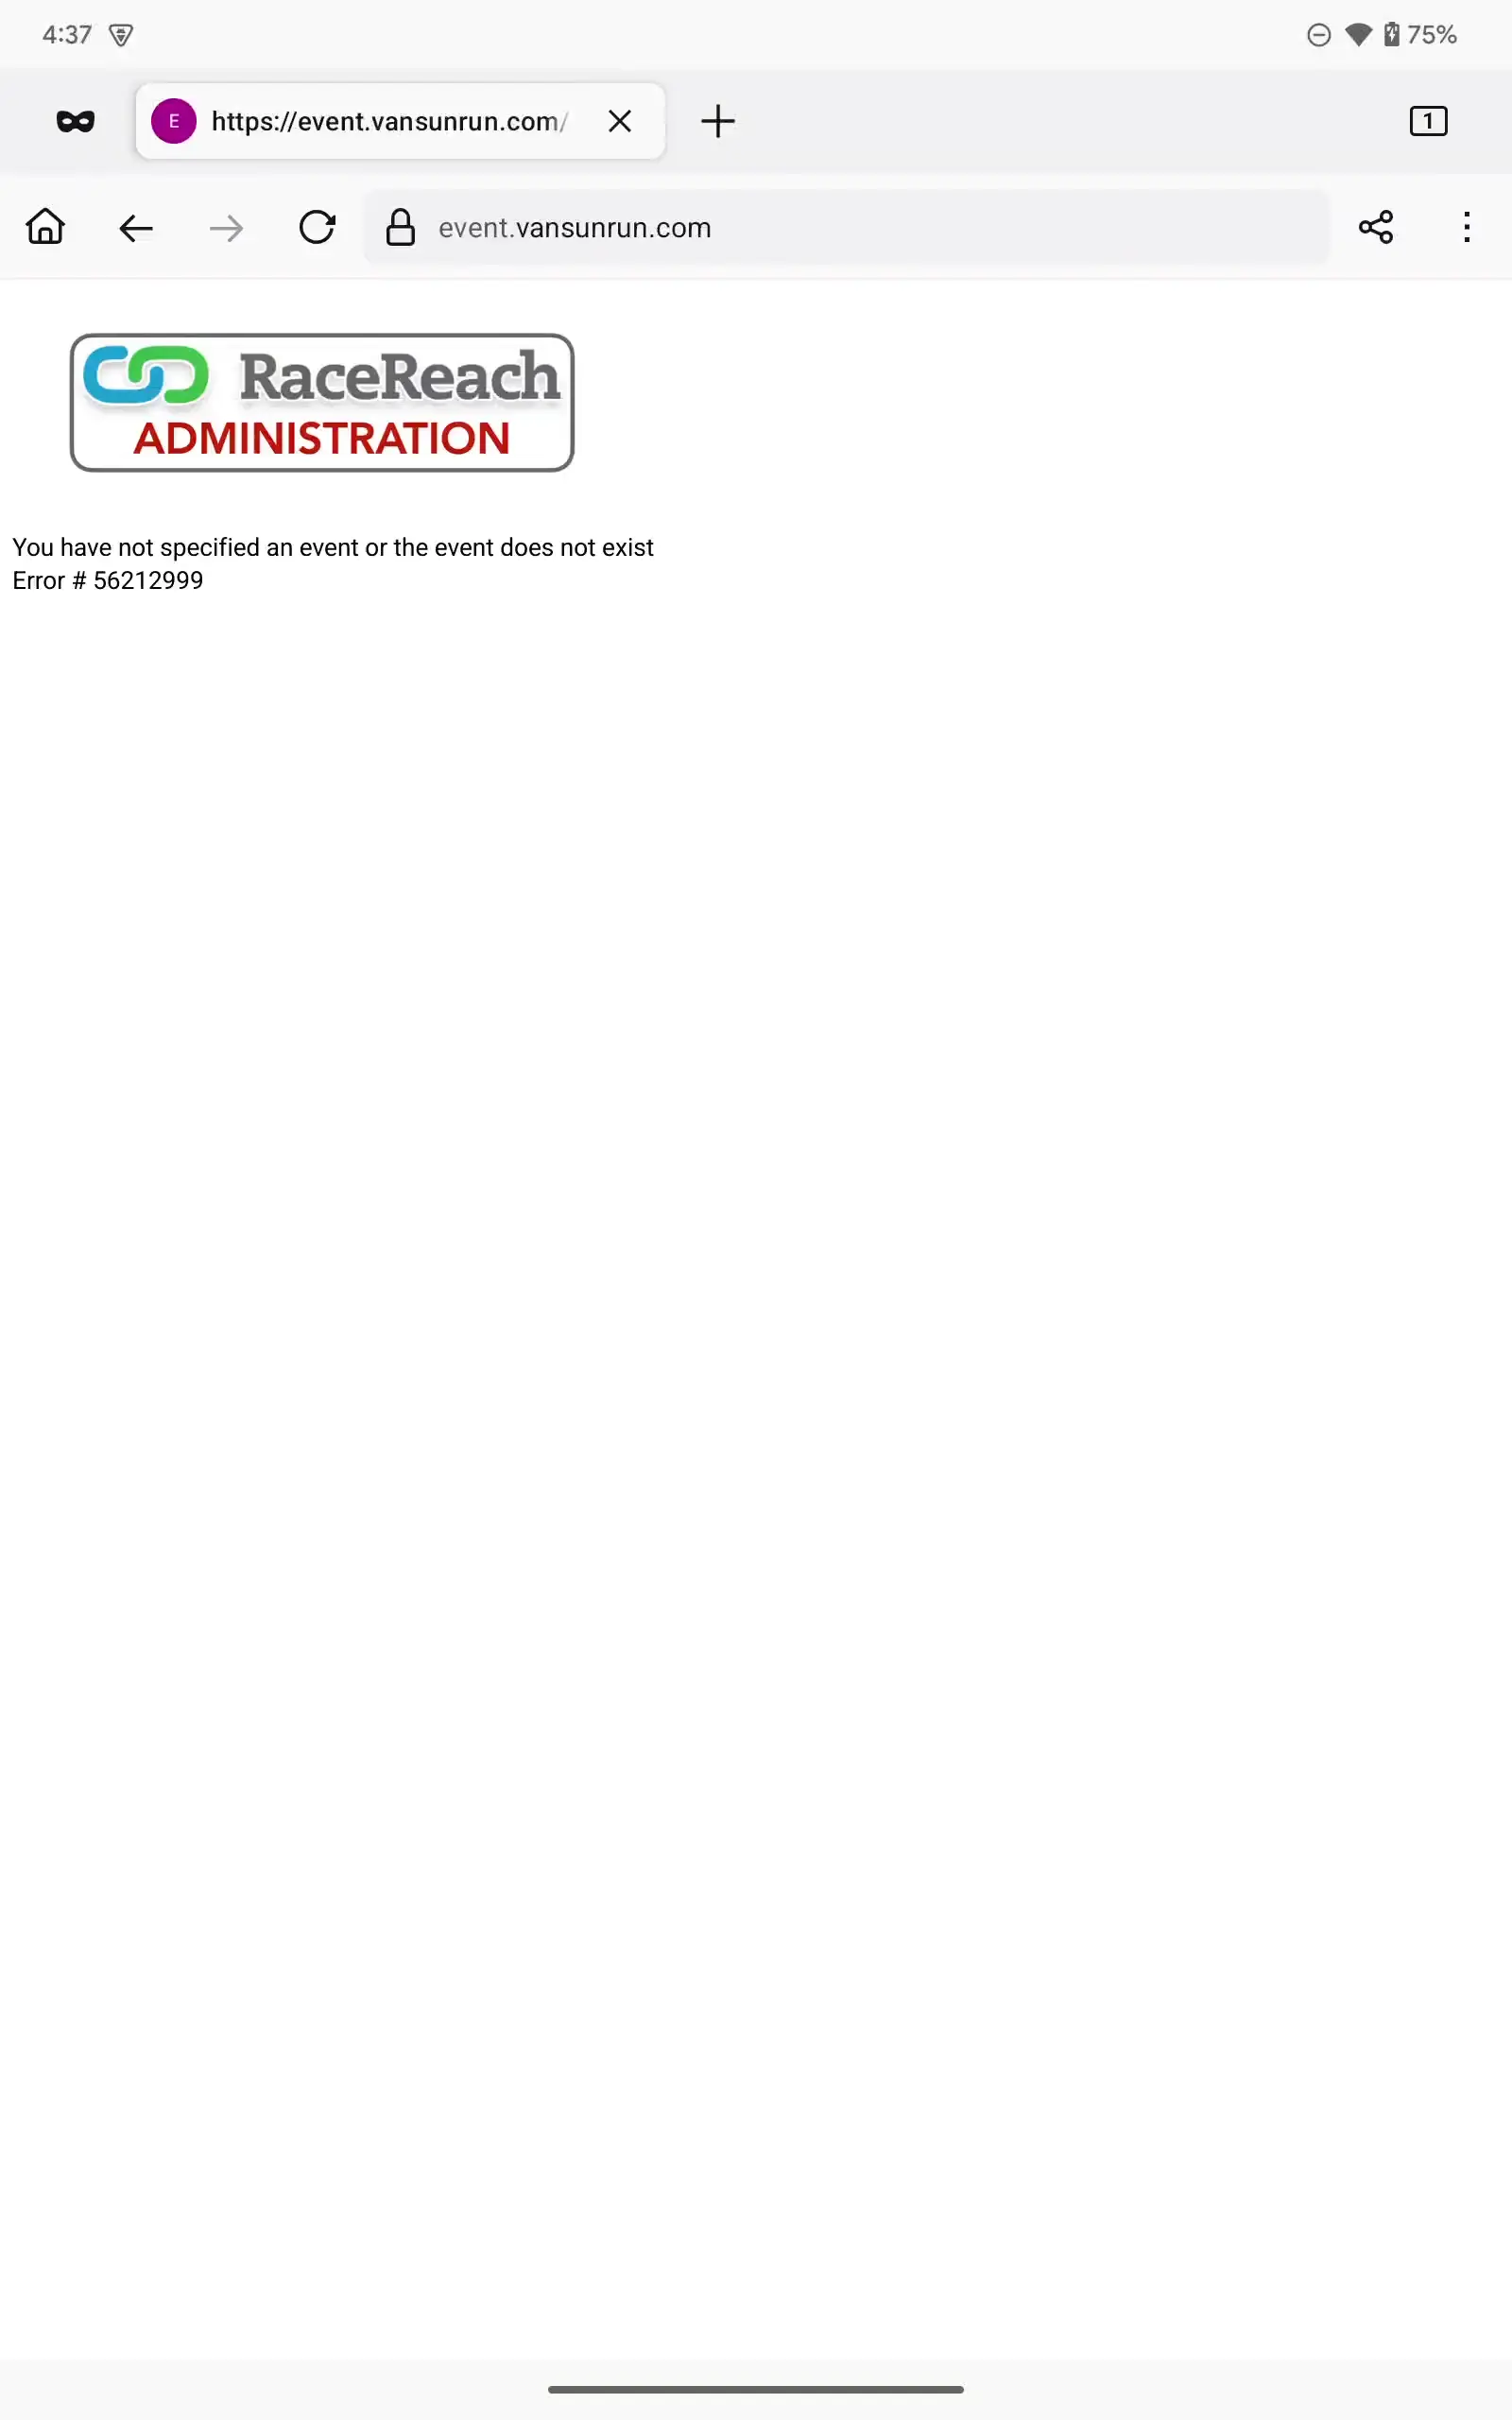 4:37
75%
E
https://event.vansunrun.com/
1
event.vansunrun.com
RaceReach
ADMINISTRATION
You have not specified an event or the event does not exist
Error # 56212999